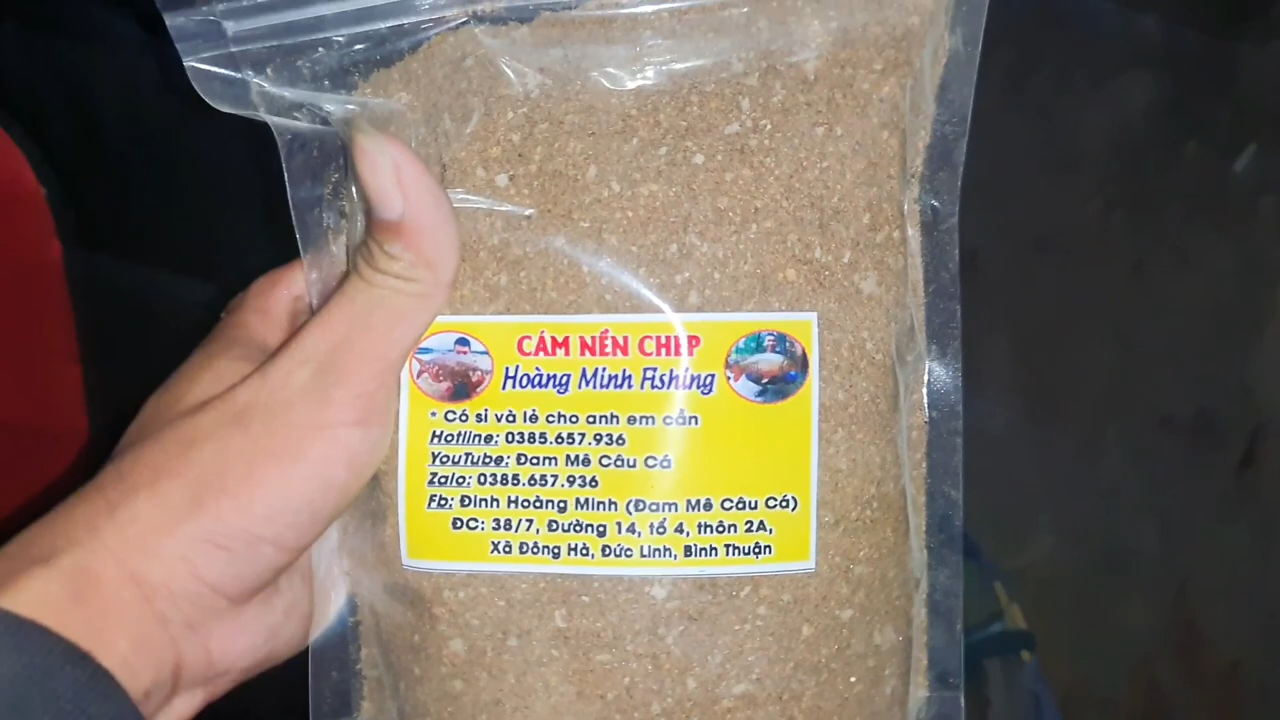 CÁM NỀN CHÉP
Hoàng Minh Fishing
* Có sỉ và lẻ cho anh em cần
Hotline: 0385.657.936
YouTube: Đam Mê Câu Cá
Zalo: 0385.657.936
Fb: Đinh Hoàng Minh (Đam Mê Câu Cá)
ĐC: 38/7, Đường 14, tổ 4, thôn 2A,
Xã Đông Hà, Đức Linh, Bình Thuận